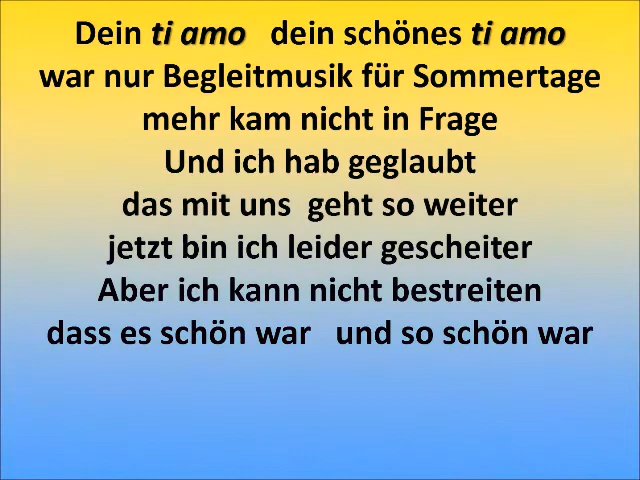 Dein ti amo dein schönes ti amo
war nur Begleitmusik für Sommertage
mehr kam nicht in Frage
Und ich hab geglaubt
das mit uns geht so weiter
jetzt bin ich leider gescheiter
Aber ich kann nicht bestreiten
dass es schön war und so schön war